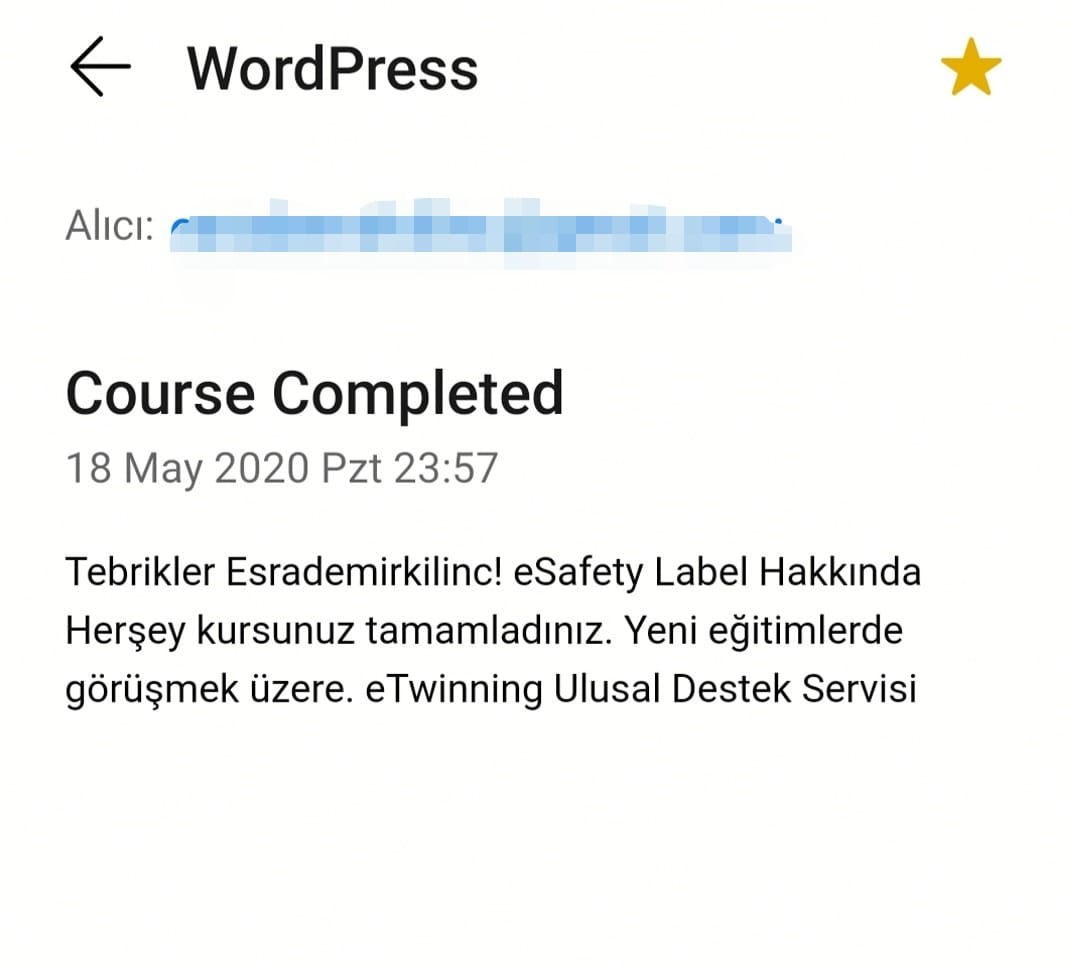 WordPress
Alıcı:
Course Completed
18 May 2020 Pzt 23:57
Tebrikler Esrademirkilinc! eSafety Label Hakkında
Herşey kursunuz tamamladınız. Yeni eğitimlerde
görüşmek üzere. eTwinning Ulusal Destek Servisi